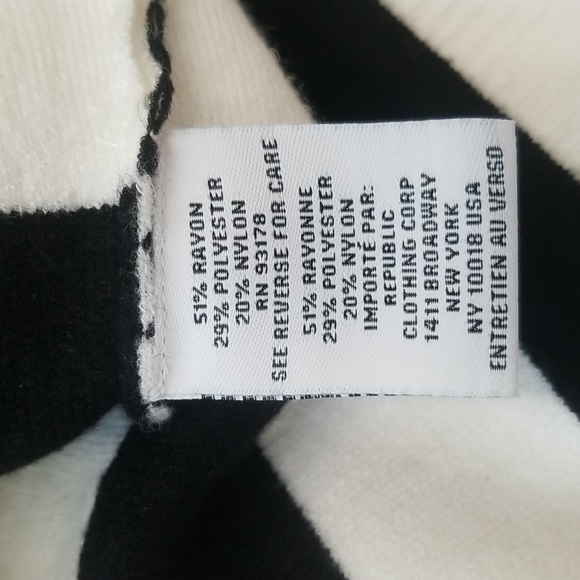 51% RAYON
29% POLYESTER
20% NYLON
RN 93178
SEE REVERSE FOR CARE
51% RAYONNE
29% POLYESTER
20% NYLON
IMPORTÉ PAR:
REPUBLIC
CLOTHING CORP
1411 BROADWAY
NEW YORK
NY 10018 USA
ENTRETIEN AU VERSO